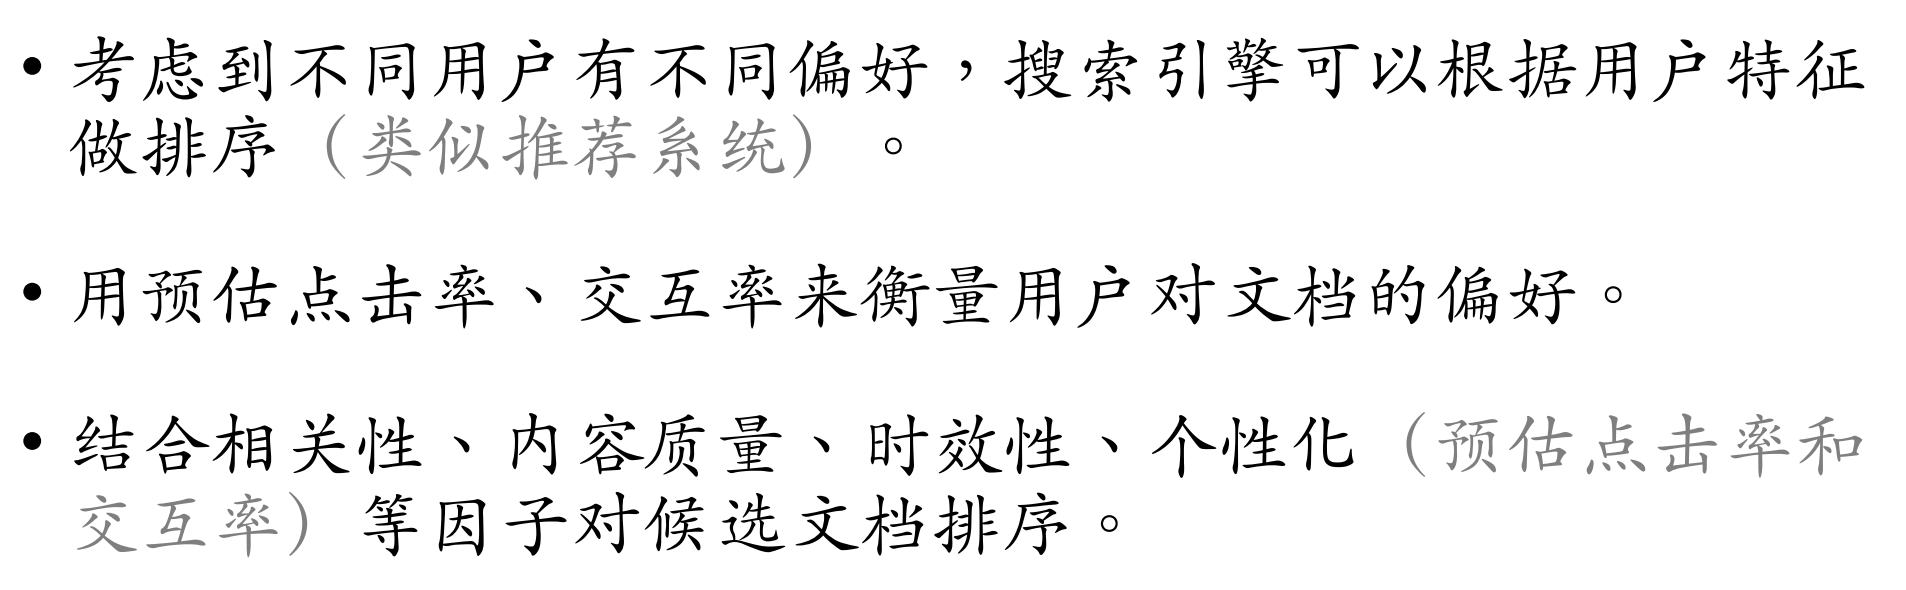 • 考虑到不同用户有不同偏好，搜索引擎可以根据用户特征
做排序（类似推荐系统）。
• 用预估点击率、交互率来衡量用户对文档的偏好。
• 结合相关性、内容质量、时效性、个性化（预估点击率和
交互率）等因子对候选文档排序。